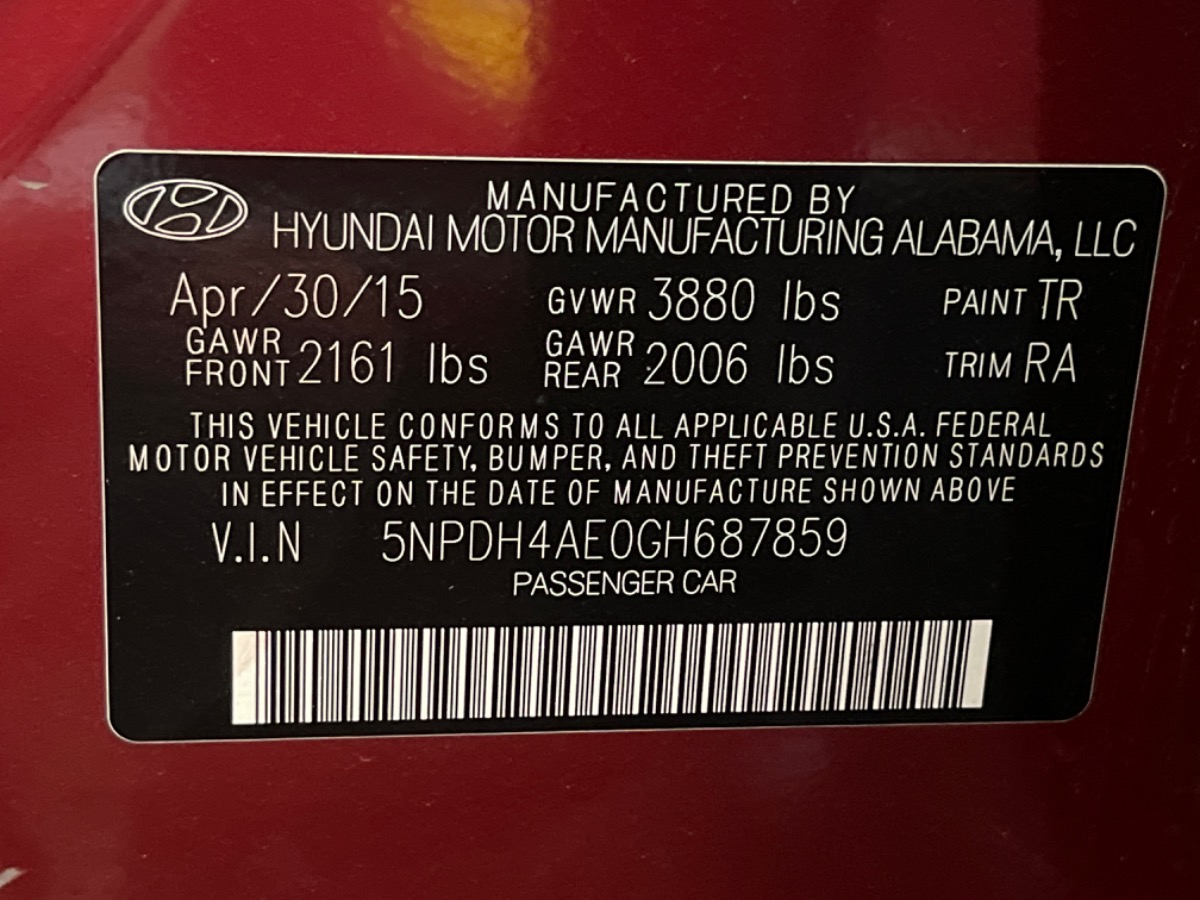 MANUFACTURED BY
HYUNDAI MOTOR MANUFACTURING ALABAMA, LLC
Apr/30/15 GVWR 3880 lbs PAINT TR
GAWR FRONT 2161 lbs GAWR REAR 2006 lbs TRIM RA
THIS VEHICLE CONFORMS TO ALL APPLICABLE U.S.A. FEDERAL
MOTOR VEHICLE SAFETY, BUMPER, AND THEFT PREVENTION STANDARDS
IN EFFECT ON THE DATE OF MANUFACTURE SHOWN ABOVE
V.I.N 5NPDH4AE0GH687859
PASSENGER CAR